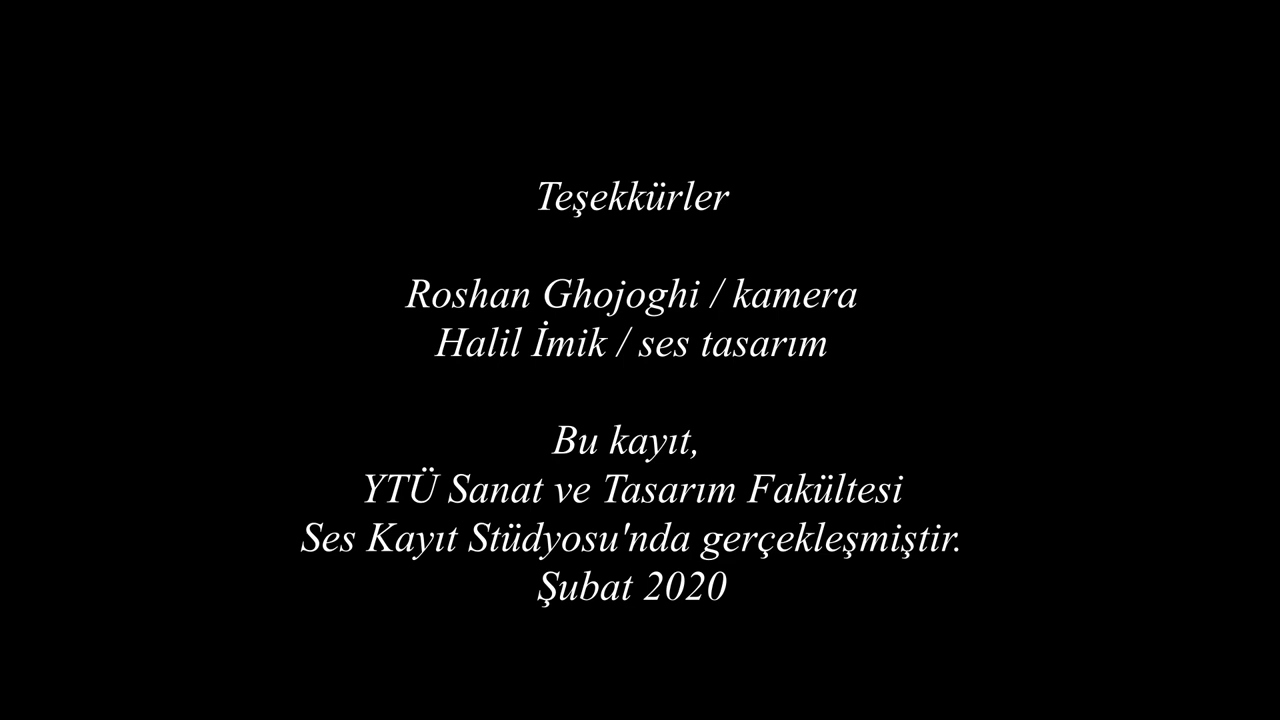 Teşekkürler
Roshan Ghojoghi / kamera
Halil İmik / ses tasarım
Bu kayıt,
YTÜ Sanat ve Tasarım Fakültesi
Ses Kayıt Stüdyosu'nda gerçekleşmiştir.
Şubat 2020